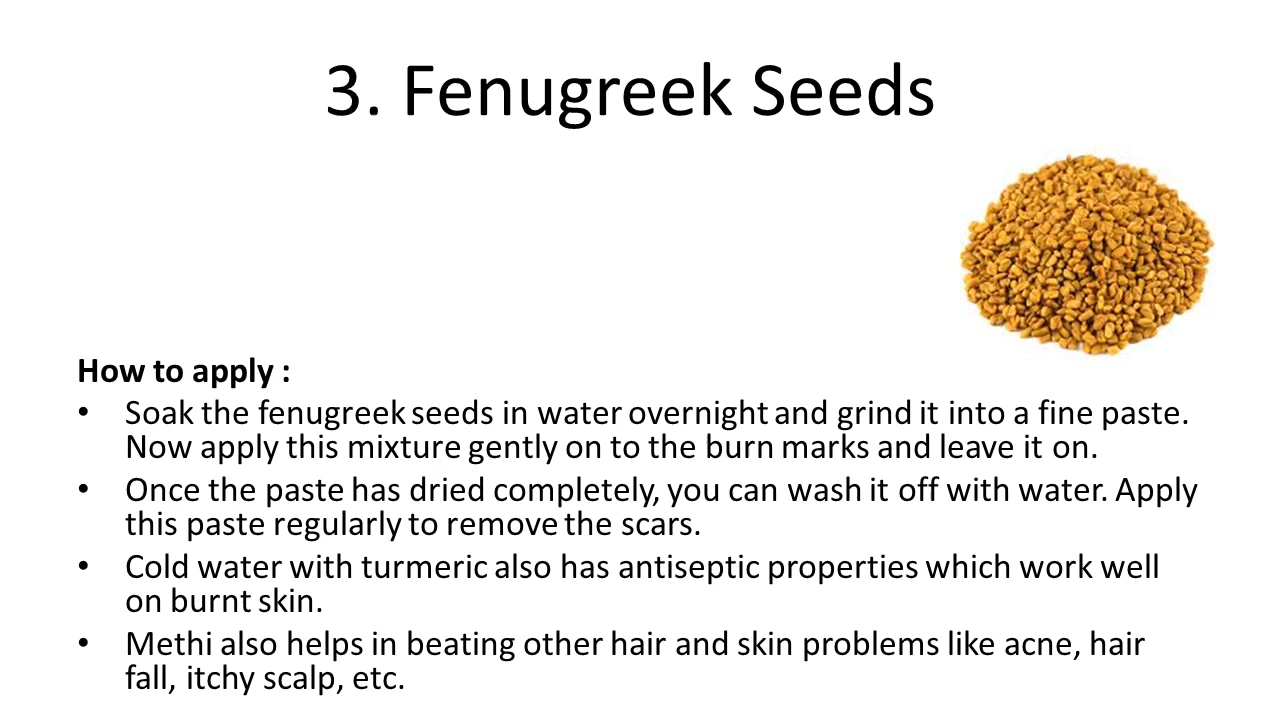 3. Fenugreek Seeds
How to apply :
• Soak the fenugreek seeds in water overnight and grind it into a fine paste.
Now apply this mixture gently on to the burn marks and leave it on.
• Once the paste has dried completely, you can wash it off with water. Apply
this paste regularly to remove the scars.
• Cold water with turmeric also has antiseptic properties which work well
on burnt skin.
• Methi also helps in beating other hair and skin problems like acne, hair
fall, itchy scalp, etc.